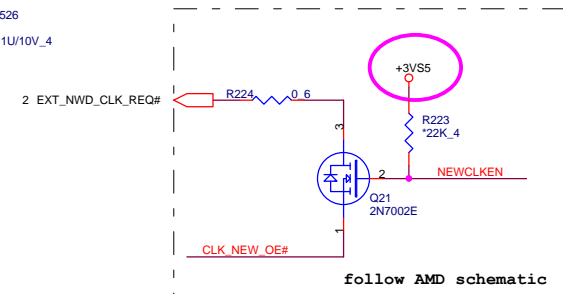 526
1U/10V_4
+3VS5
2 EXT_NWD_CLK_REQ#
R224
0_6
R223
*22K_4
3
2
NEWCLKEN
Q21
2N7002E
1
CLK_NEW_OE#
follow AMD schematic